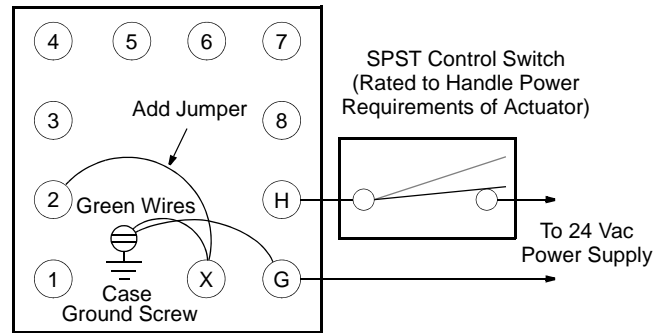 4 5 6 7
SPST Control Switch
(Rated to Handle Power
Requirements of Actuator)
3 Add Jumper 8
2 Green Wires H
To 24 Vac
Power Supply
1 X G
Case
Ground Screw